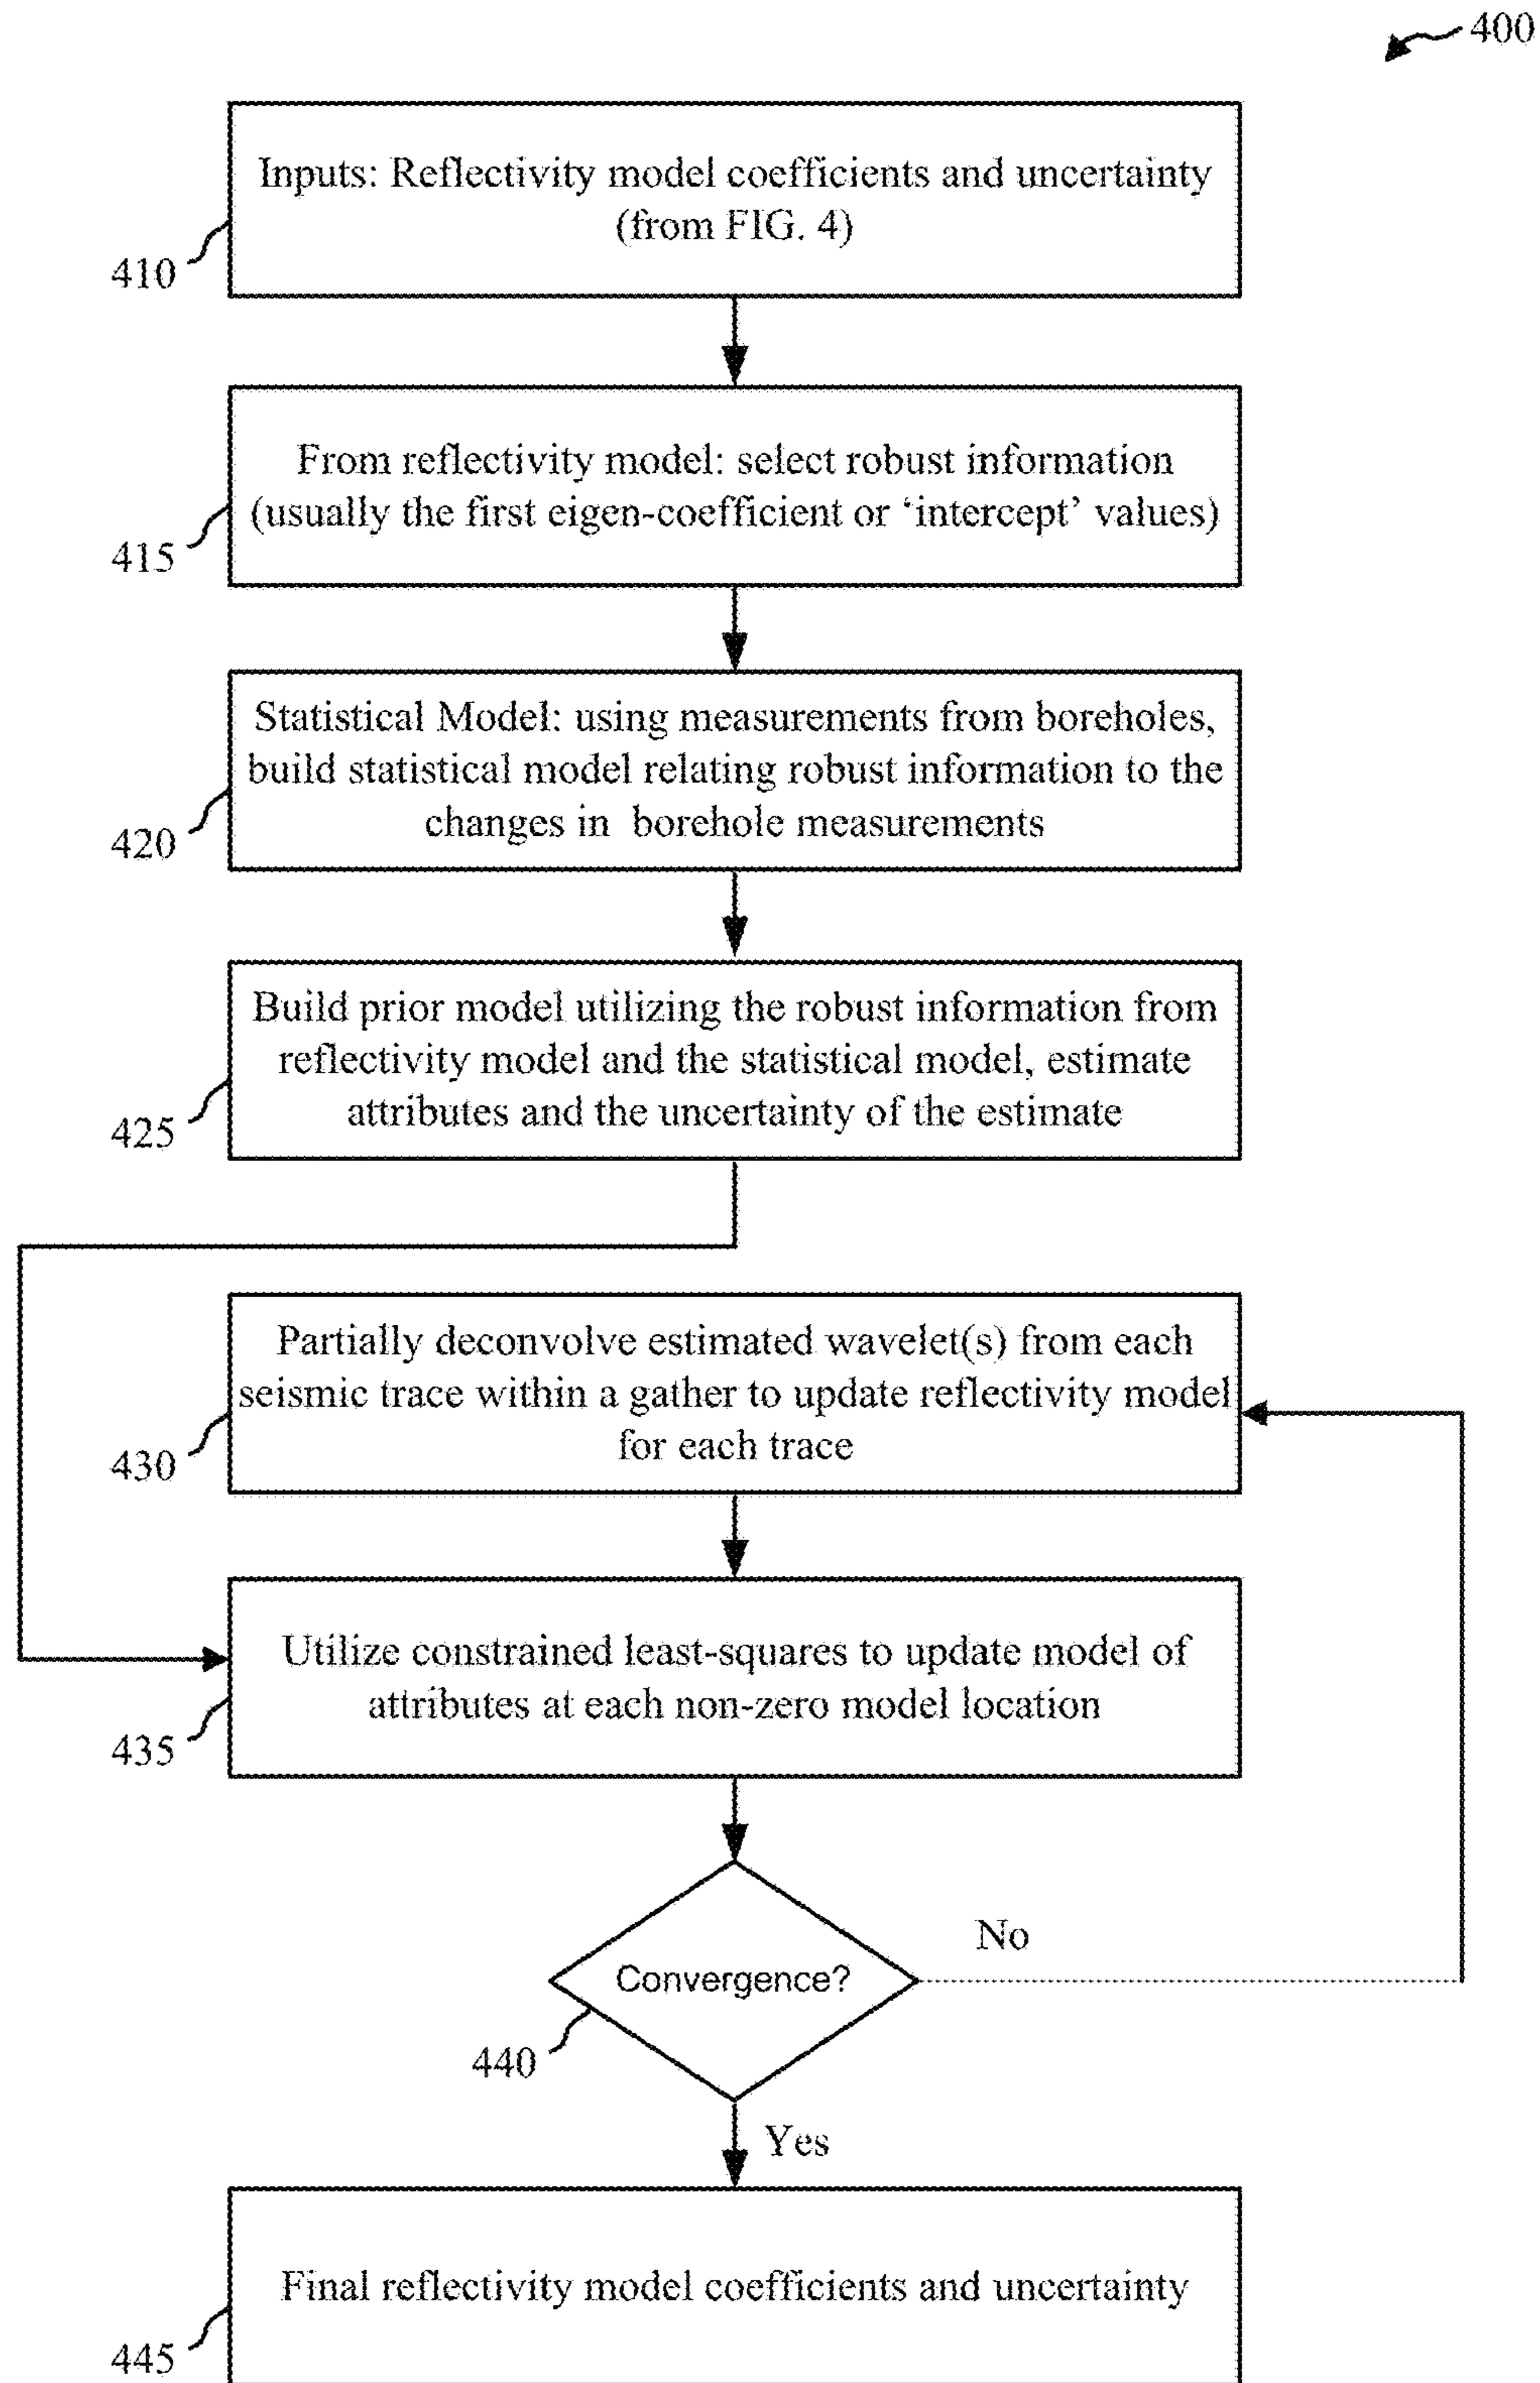 400
Inputs: Reflectivity model coefficients and uncertainty
(from FIG. 4)
410
From reflectivity model: select robust information
(usually the first eigen-coefficient or ‘intercept’ values)
415
Statistical Model: using measurements from boreholes,
build statistical model relating robust information to the
changes in borehole measurements
420
Build prior model utilizing the robust information from
reflectivity model and the statistical model, estimate
attributes and the uncertainty of the estimate
425
Partially deconvolve estimated wavelet(s) from each
seismic trace within a gather to update reflectivity model
for each trace
430
Utilize constrained least-squares to update model of
attributes at each non-zero model location
435
No
Convergence?
440
Yes
Final reflectivity model coefficients and uncertainty
445